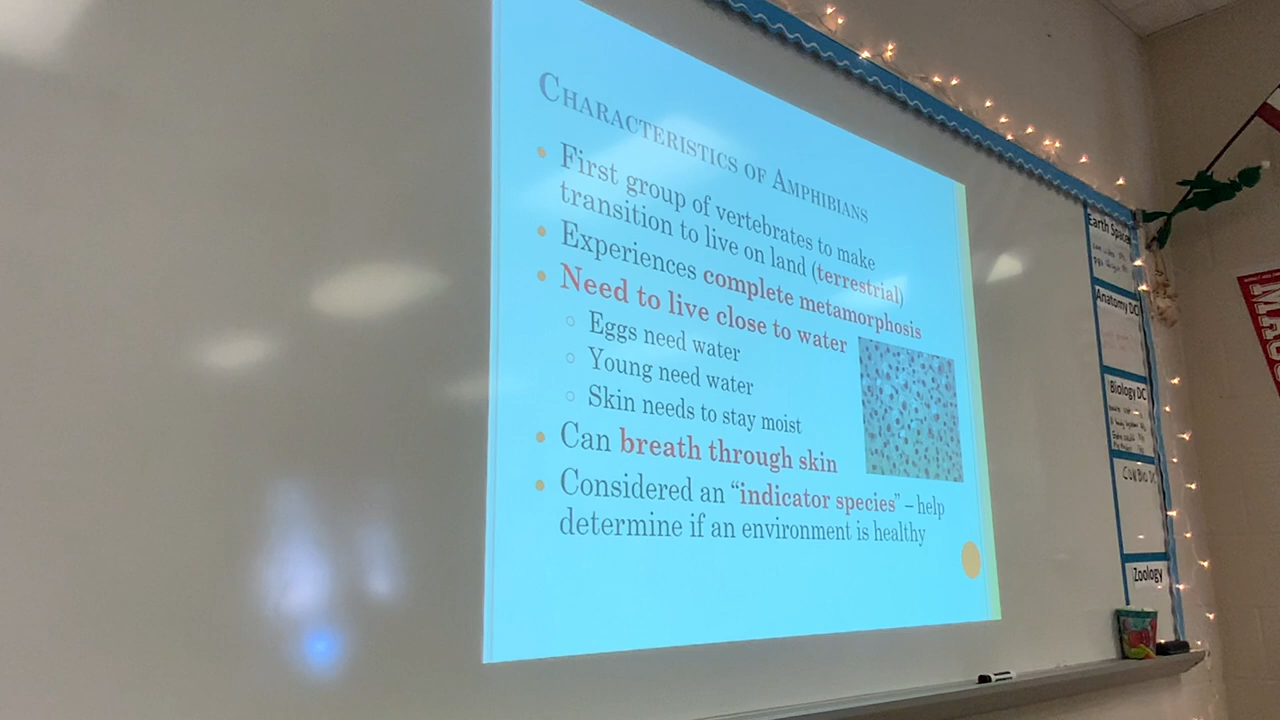 CHARACTERISTICS OF AMPHIBIANS
• First group of vertebrates to make
transition to live on land (terrestrial)
• Experiences complete metamorphosis
• Need to live close to water
○ Eggs need water
○ Young need water
○ Skin needs to stay moist
• Can breath through skin
• Considered an “indicator species” – help
determine if an environment is healthy
Earth Space
Anatomy DC
Biology DC
Con Bio DC
Zoology